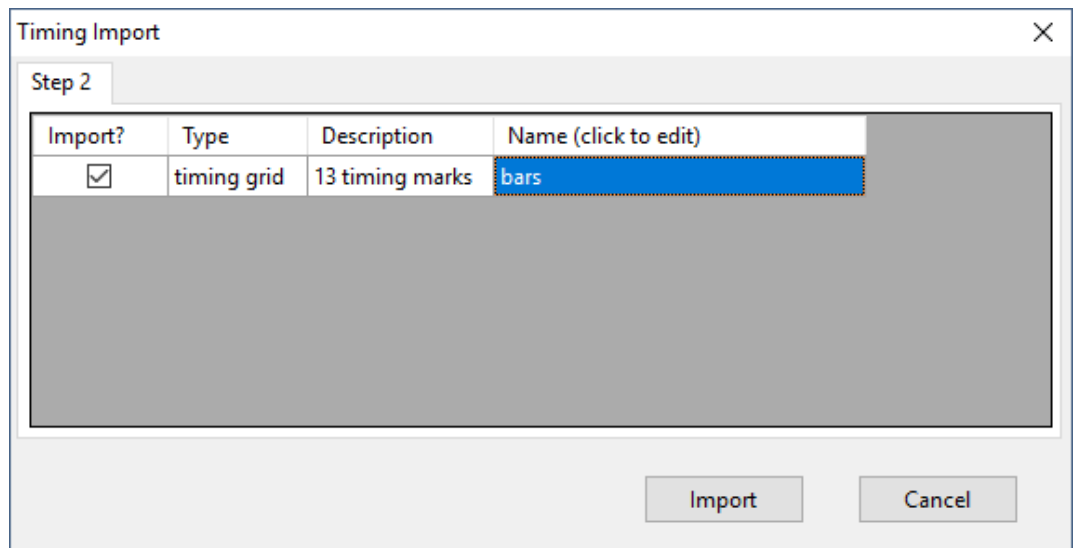 Timing Import
Step 2
Import? Type Description Name (click to edit)
timing grid 13 timing marks bars
Import Cancel